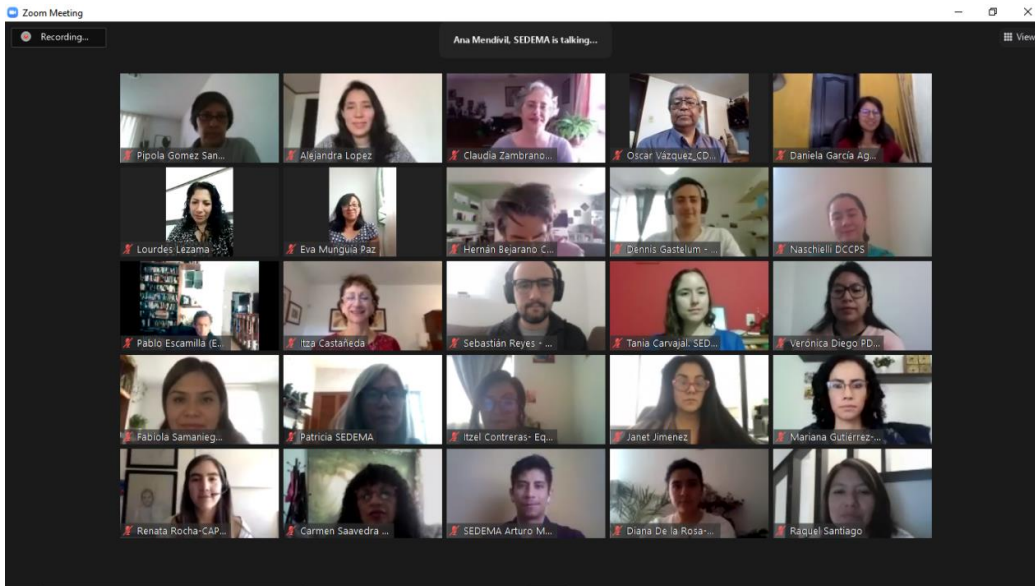 Zoom Meeting
Recording...
Ana Mendívil, SEDEMA is talking...
View
Pipola Gomez San...
Alejandra Lopez
Claudia Zambrano...
Oscar Vázquez_CD...
Daniela García Ag...
Lourdes Lezama
Eva Munguía Paz
Hernán Bejarano C...
Dennis Gastelum - ...
Naschielli DCCPS
Pablo Escamilla (E...
Itza Castañeda
Sebastián Reyes - ...
Tania Carvajal. SED...
Verónica Diego PD...
Fabiola Samanieg...
Patricia SEDEMA
Itzel Contreras- Eq...
Janet Jimenez
Mariana Gutiérrez-...
Renata Rocha-CAP...
Carmen Saavedra ...
SEDEMA Arturo M...
Diana De la Rosa-...
Raquel Santiago